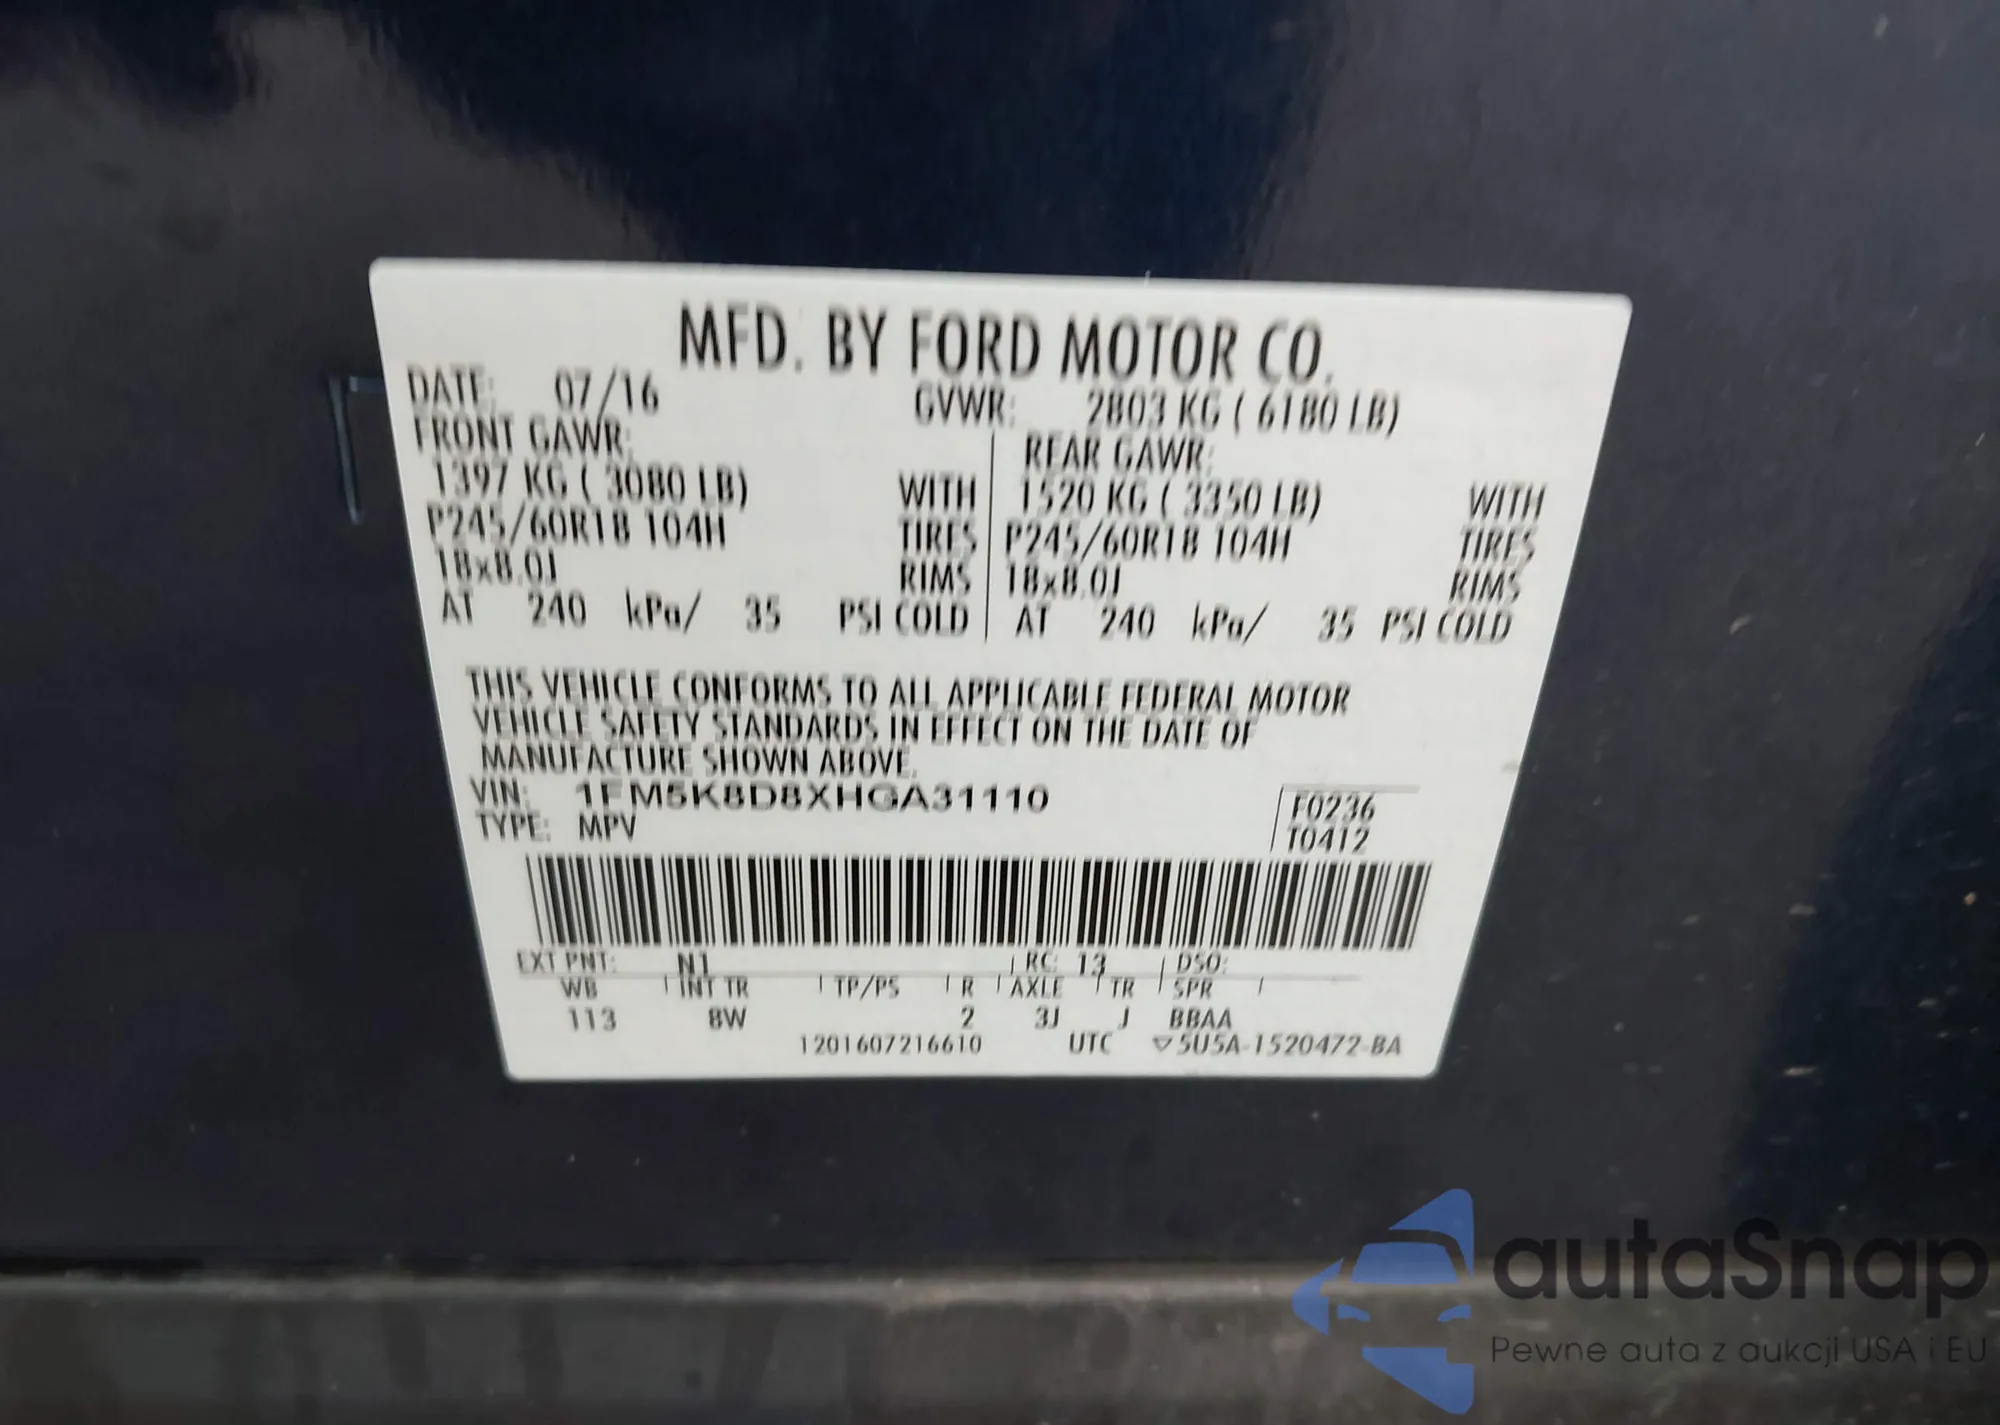 MFD. BY FORD MOTOR CO.
DATE: 07/16 GVWR: 2803 KG ( 6180 LB)
FRONT GAWR: REAR GAWR:
1397 KG ( 3080 LB) WITH 1520 KG ( 3350 LB) WITH
P245/60R18 104H TIRES P245/60R18 104H TIRES
18x8.0J RIMS 18x8.0J RIMS
AT 240 kPa/ 35 PSI COLD AT 240 kPa/ 35 PSI COLD
THIS VEHICLE CONFORMS TO ALL APPLICABLE FEDERAL MOTOR
VEHICLE SAFETY STANDARDS IN EFFECT ON THE DATE OF
MANUFACTURE SHOWN ABOVE.
VIN: 1FM5K8D8XHGA31110 F0236
TYPE: MPV T0412
EXT PNT: N1 RC: 13 DSO:
WB INT TR TP/PS R AXLE TR SPR
113 8W 2 3J J BBAA
1201607216610 UTC ▽5U5A-1520472-BA
autaSnap
Pewne auta z aukcji USA i EU